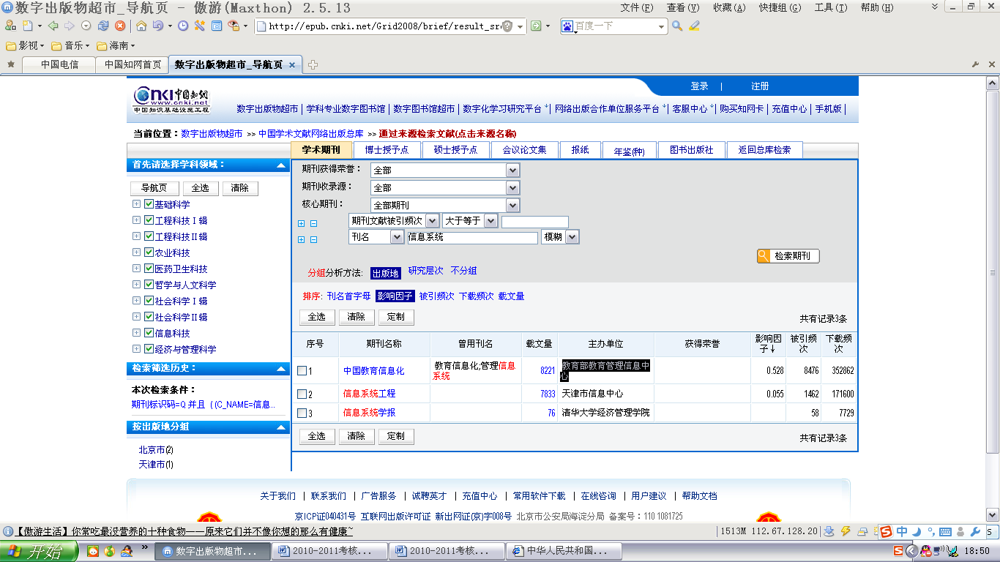 数字出版物超市_导航页 - 傲游(Maxthon) 2.5.13
文件(F) 查看(V) 收藏(A) 快捷组(G) 工具(T) 帮助(H)
http://epub.cnki.net/Grid2008/brief/result_sr
百度一下
影视 音乐 海南
中国电信 中国知网首页 数字出版物超市_导航页
登录 | 注册
cnki 中国知网
www.cnki.net
中国知识基础设施工程
数字出版物超市 | 学科专业数字图书馆 | 数字图书馆超市 | 数字化学习研究平台 | 网络出版合作单位服务平台 | 客服中心 | 购买知网卡 | 充值中心 | 手机版 |
当前位置：数字出版物超市 >> 中国学术文献网络出版总库 >> 通过来源检索文献(点击来源名称)
学术期刊 博士授予点 硕士授予点 会议论文集 报纸 年鉴(种) 图书出版社 返回总库检索
首先请选择学科领域：
导航页 全选 清除
基础科学
工程科技Ⅰ辑
工程科技Ⅱ辑
农业科技
医药卫生科技
哲学与人文科学
社会科学Ⅰ辑
社会科学Ⅱ辑
信息科技
经济与管理科学
检索筛选历史：
本次检索条件：
期刊标识码=Q 并且 ((C_NAME=信息..
按出版地分组
北京市(2)
天津市(1)
期刊获得荣誉： 全部
期刊收录源： 全部
核心期刊： 全部期刊
期刊文献被引频次 大于等于
刊名 信息系统 模糊
检索期刊
分组分析方法: 出版地 研究层次 不分组
排序: 刊名首字母 影响因子 被引频次 下载频次 载文量
全选 清除 定制
共有记录3条
序号 期刊名称 曾用刊名 载文量 主办单位 获得荣誉 影响因子↓ 被引频次 下载频次
1 中国教育信息化 教育信息化;管理信息系统 8221 教育部教育管理信息中心 0.528 8476 352862
2 信息系统工程 7833 天津市信息中心 0.055 1462 171600
3 信息系统学报 76 清华大学经济管理学院 58 7729
全选 清除 定制
共有记录3条
关于我们 | 联系我们 | 广告服务 | 诚聘英才 | 充值中心 | 常用软件下载 | 在线咨询 | 用户建议 | 帮助文档
京ICP证040431号 互联网出版许可证 新出网证(京)字008号 北京市公安局海淀分局 备案号：110 1081725
【傲游生活】你常吃最没营养的十种食物——原来它们并不像你想的那么有健康~
1513M 112.67.128.20
中
S
开始
数字出版物超市...
2010-2011考核...
2010-2011考核...
中华人民共和国...
18:50